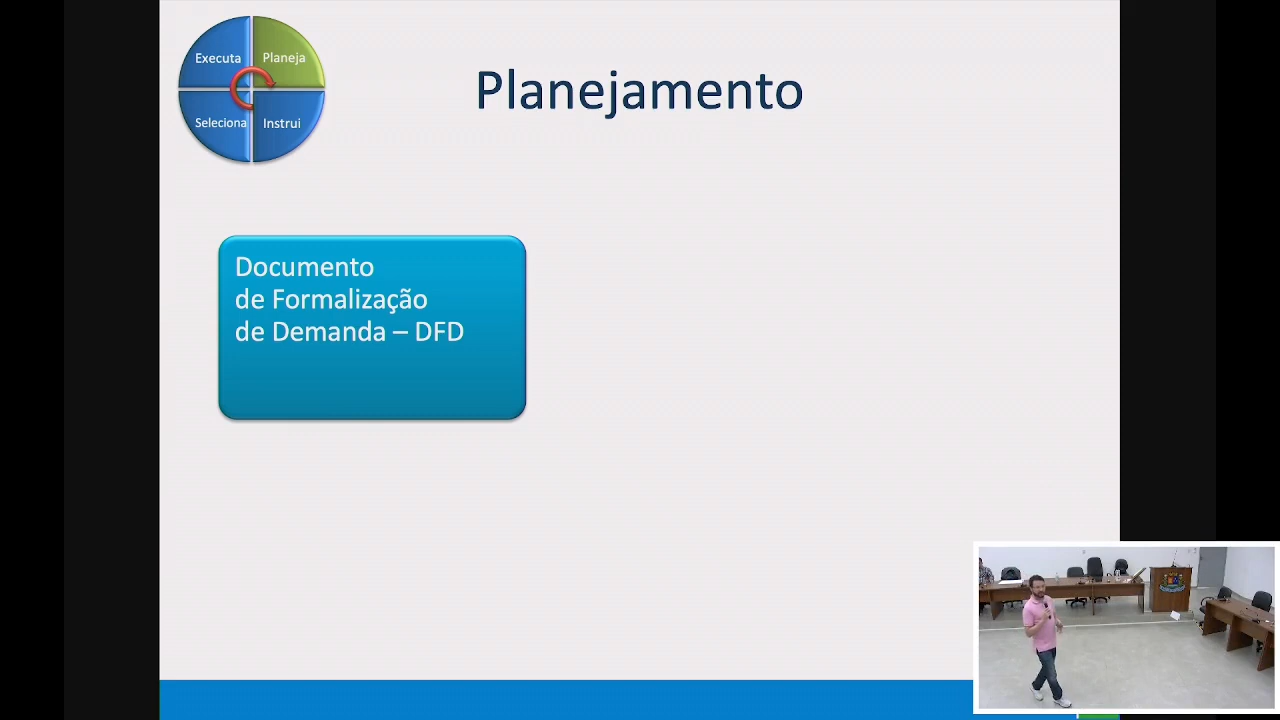 Executa
Planeja
Seleciona
Instrui
Planejamento
Documento
de Formalização
de Demanda – DFD